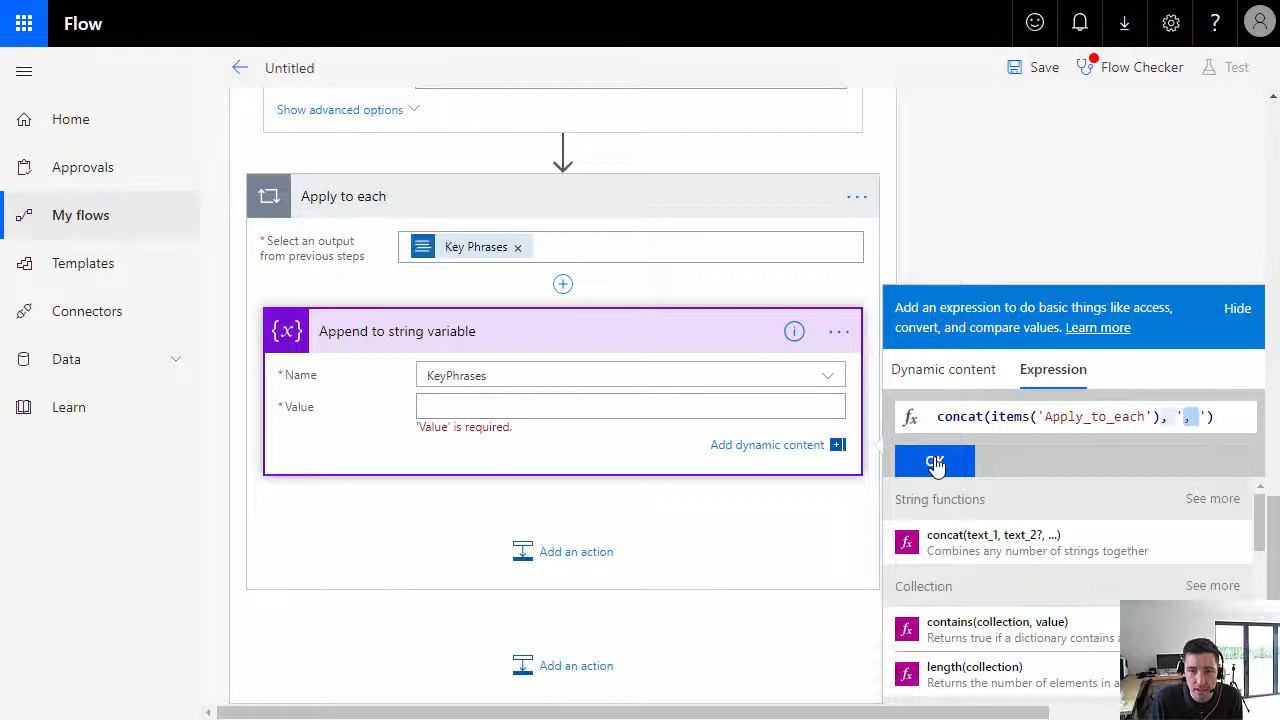 Flow
?
Untitled
Save
Flow Checker
Test
Home
Approvals
My flows
Templates
Connectors
Data
Learn
Show advanced options
Apply to each
* Select an output
from previous steps
Key Phrases ×
{x}
Append to string variable
* Name
KeyPhrases
* Value
'Value' is required.
Add dynamic content
Add an action
Add an action
Add an expression to do basic things like access,
convert, and compare values. Learn more
Hide
Dynamic content
Expression
fx
concat(items('Apply_to_each'), ', ')
OK
String functions
See more
fx
concat(text_1, text_2?, ...)
Combines any number of strings together
Collection
See more
fx
contains(collection, value)
Returns true if a dictionary contains
fx
length(collection)
Returns the number of elements in a